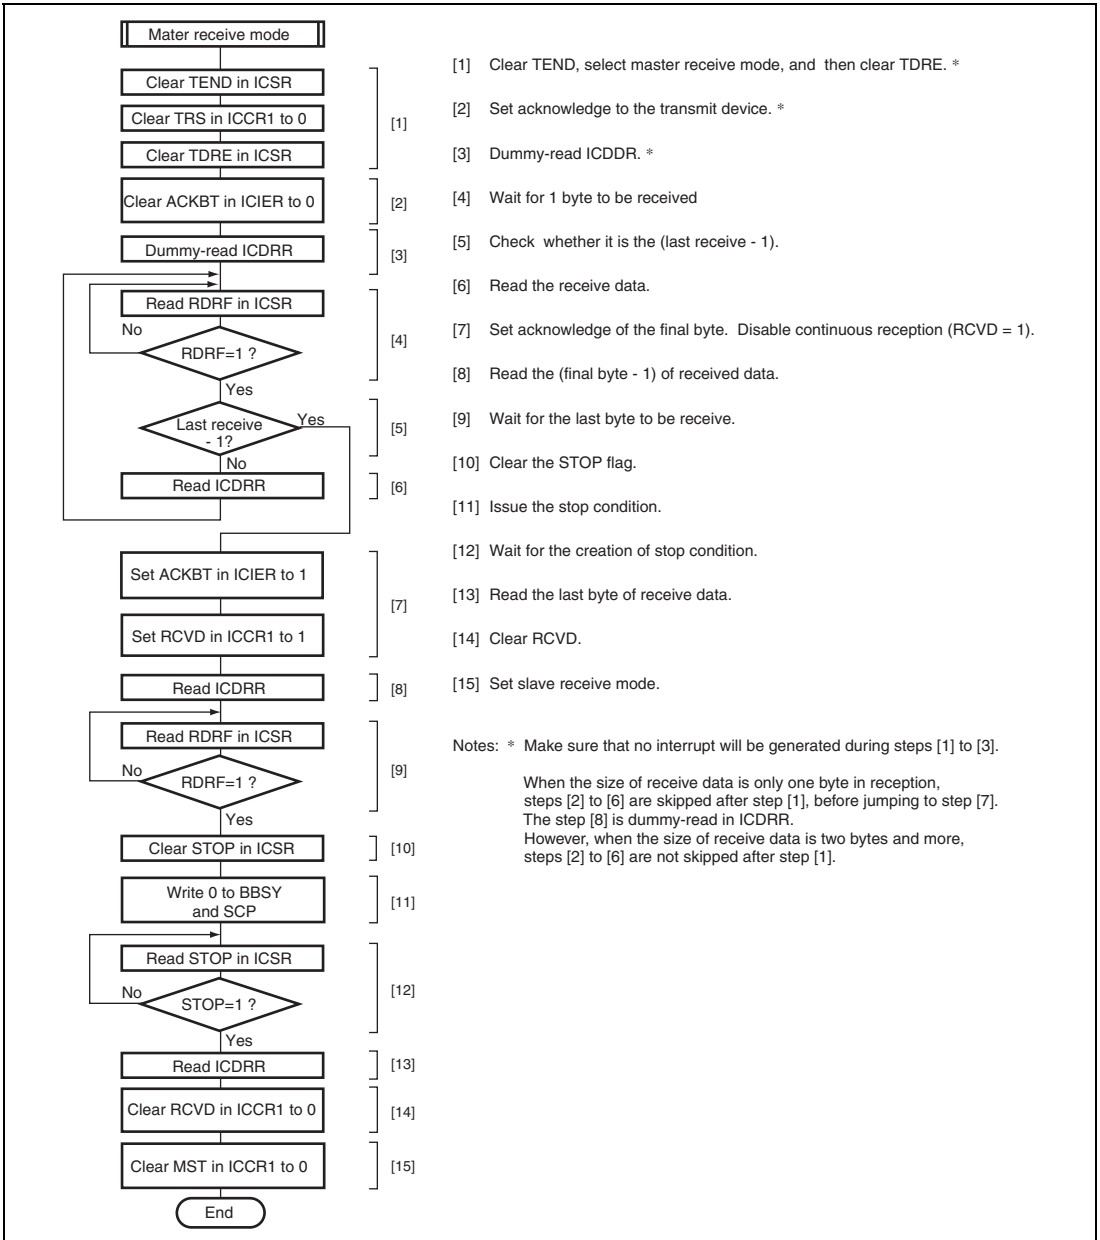 Mater receive mode
Clear TEND in ICSR
Clear TRS in ICCR1 to 0
[1]
Clear TDRE in ICSR
Clear ACKBT in ICIER to 0
[2]
Dummy-read ICDRR
[3]
Read RDRF in ICSR
No
RDRF=1 ?
[4]
Yes
Last receive
- 1?
Yes
[5]
No
Read ICDRR
[6]
Set ACKBT in ICIER to 1
[7]
Set RCVD in ICCR1 to 1
Read ICDRR
[8]
Read RDRF in ICSR
No
RDRF=1 ?
[9]
Yes
Clear STOP in ICSR
[10]
Write 0 to BBSY
and SCP
[11]
Read STOP in ICSR
No
STOP=1 ?
[12]
Yes
Read ICDRR
[13]
Clear RCVD in ICCR1 to 0
[14]
Clear MST in ICCR1 to 0
[15]
End
[1] Clear TEND, select master receive mode, and then clear TDRE. *
[2] Set acknowledge to the transmit device. *
[3] Dummy-read ICDDR. *
[4] Wait for 1 byte to be received
[5] Check whether it is the (last receive - 1).
[6] Read the receive data.
[7] Set acknowledge of the final byte. Disable continuous reception (RCVD = 1).
[8] Read the (final byte - 1) of received data.
[9] Wait for the last byte to be receive.
[10] Clear the STOP flag.
[11] Issue the stop condition.
[12] Wait for the creation of stop condition.
[13] Read the last byte of receive data.
[14] Clear RCVD.
[15] Set slave receive mode.
Notes: * Make sure that no interrupt will be generated during steps [1] to [3].
When the size of receive data is only one byte in reception,
steps [2] to [6] are skipped after step [1], before jumping to step [7].
The step [8] is dummy-read in ICDRR.
However, when the size of receive data is two bytes and more,
steps [2] to [6] are not skipped after step [1].